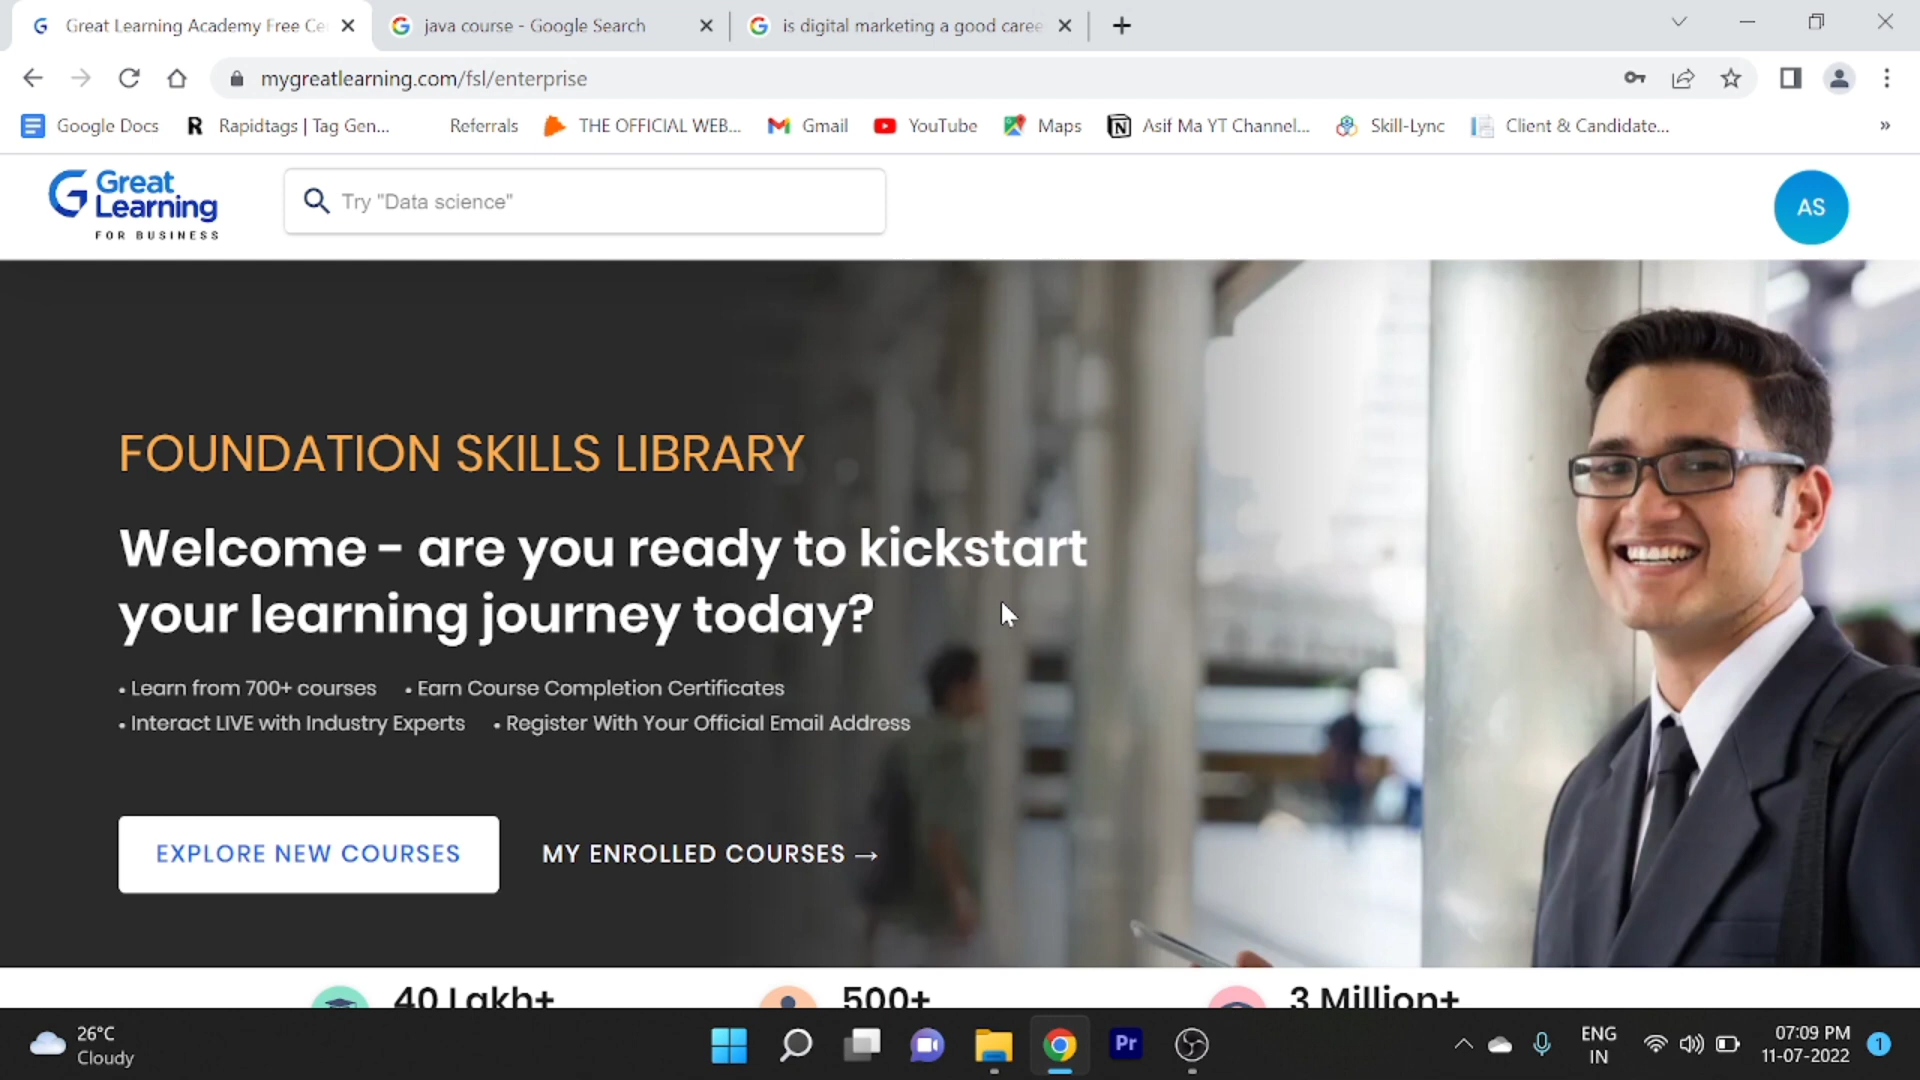 Great Learning Academy Free Ce
java course - Google Search
is digital marketing a good caree
mygreatlearning.com/fsl/enterprise
Google Docs
Rapidtags | Tag Gen...
Referrals
THE OFFICIAL WEB...
Gmail
YouTube
Maps
Asif Ma YT Channel...
Skill-Lync
Client & Candidate...
»
Great
Learning
FOR BUSINESS
Try "Data science"
AS
FOUNDATION SKILLS LIBRARY
Welcome - are you ready to kickstart
your learning journey today?
• Learn from 700+ courses • Earn Course Completion Certificates
• Interact LIVE with Industry Experts • Register With Your Official Email Address
EXPLORE NEW COURSES
MY ENROLLED COURSES →
40 Lakh+
500+
3 Million+
26°C
Cloudy
Pr
ENG
IN
07:09 PM
11-07-2022
1